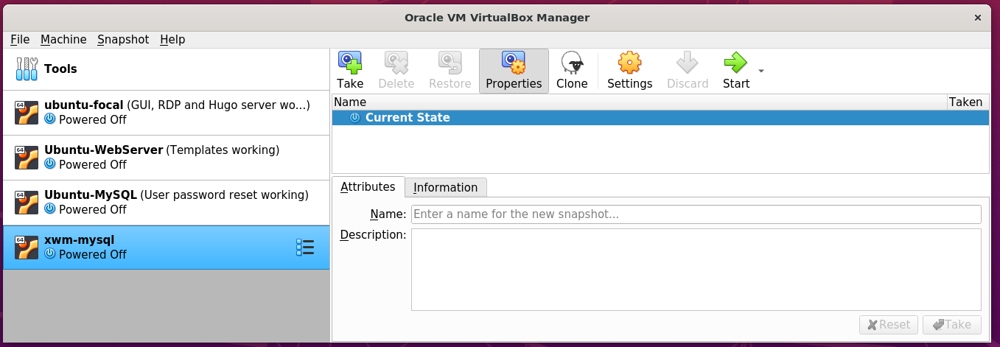 Oracle VM VirtualBox Manager
File Machine Snapshot Help
Tools
64
ubuntu-focal (GUI, RDP and Hugo server wo...)
Powered Off
64
Ubuntu-WebServer (Templates working)
Powered Off
64
Ubuntu-MySQL (User password reset working)
Powered Off
64
xwm-mysql
Powered Off
Take Delete Restore Properties Clone Settings Discard Start
Name Taken
Current State
Attributes Information
Name: Enter a name for the new snapshot...
Description:
Reset Take